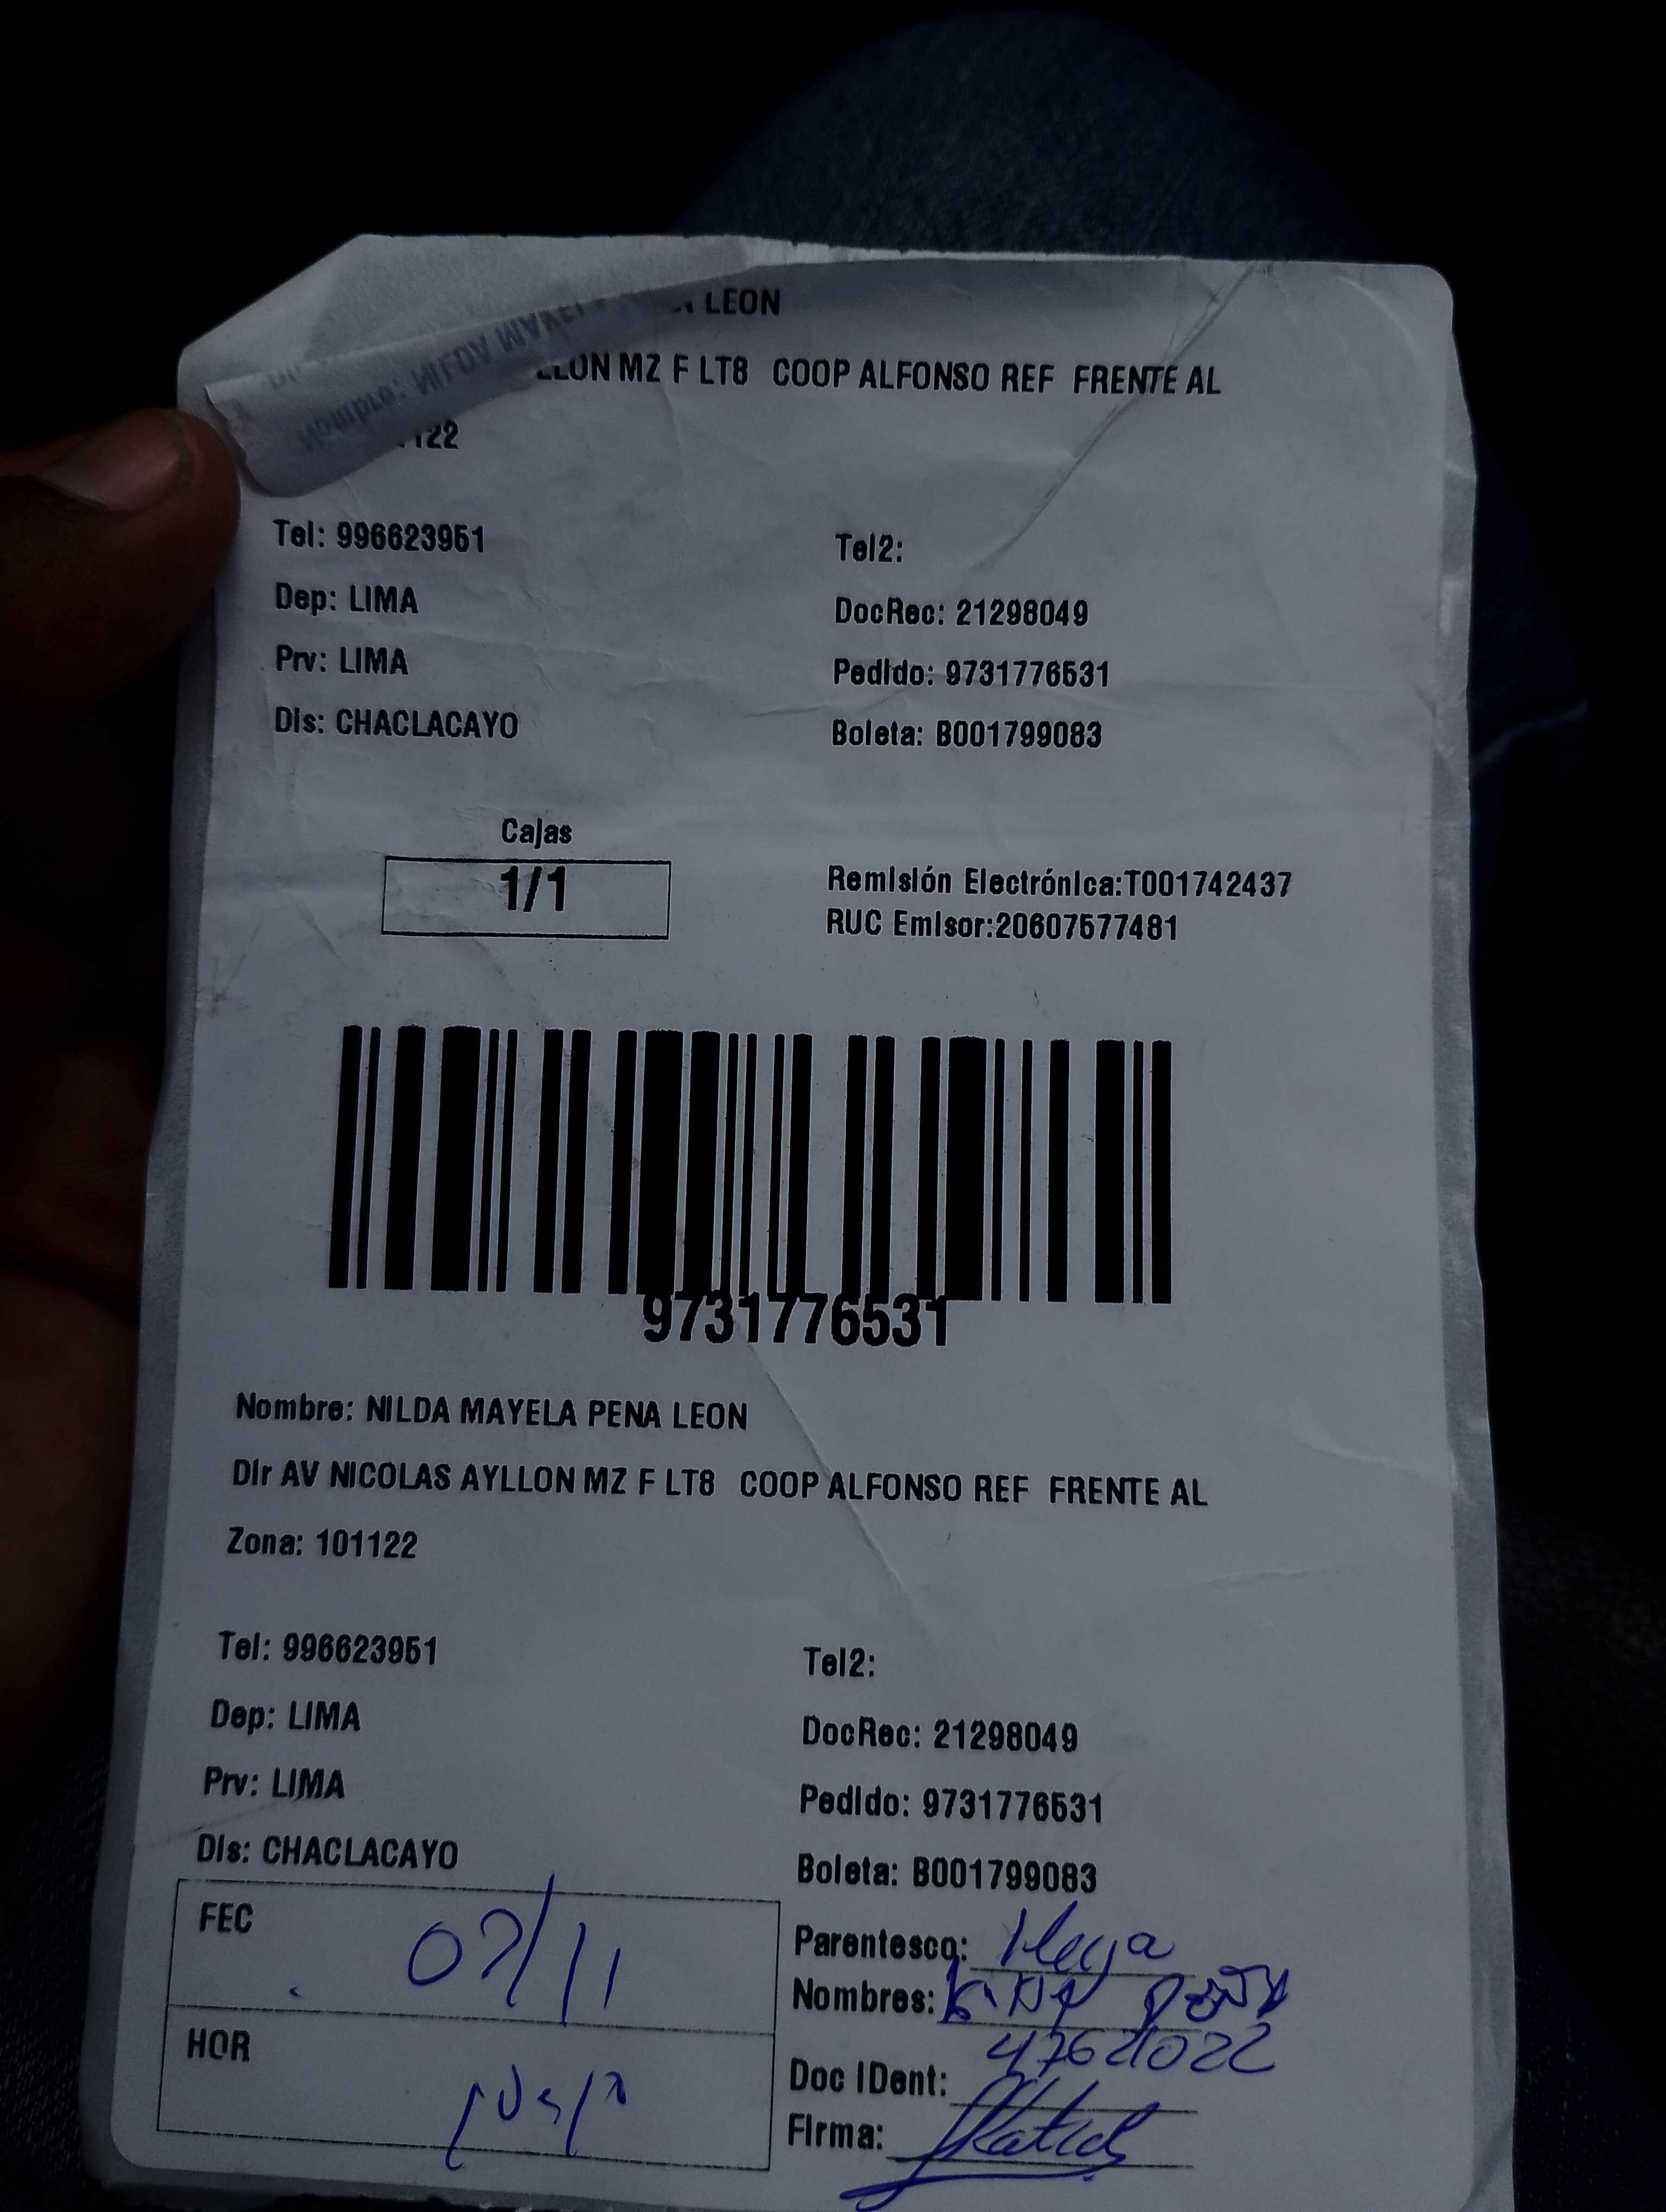 LEON
LLON MZ F LT8 COOP ALFONSO REF FRENTE AL
1122
Tel: 996623951
Tel2:
Dep: LIMA
DocRec: 21298049
Prv: LIMA
Pedido: 9731776531
Dis: CHACLACAYO
Boleta: B001799083
Cajas
1/1
Remisión Electrónica:T001742437
RUC Emisor:20607577481
9731776531
Nombre: NILDA MAYELA PENA LEON
Dir AV NICOLAS AYLLON MZ F LT8 COOP ALFONSO REF FRENTE AL
Zona: 101122
Tel: 996623951
Tel2:
Dep: LIMA
DocRec: 21298049
Prv: LIMA
Pedido: 9731776531
Dis: CHACLACAYO
Boleta: B001799083
FEC 07/11
Parentesco:
Nombres:
HOR
Doc IDent:
Firma: